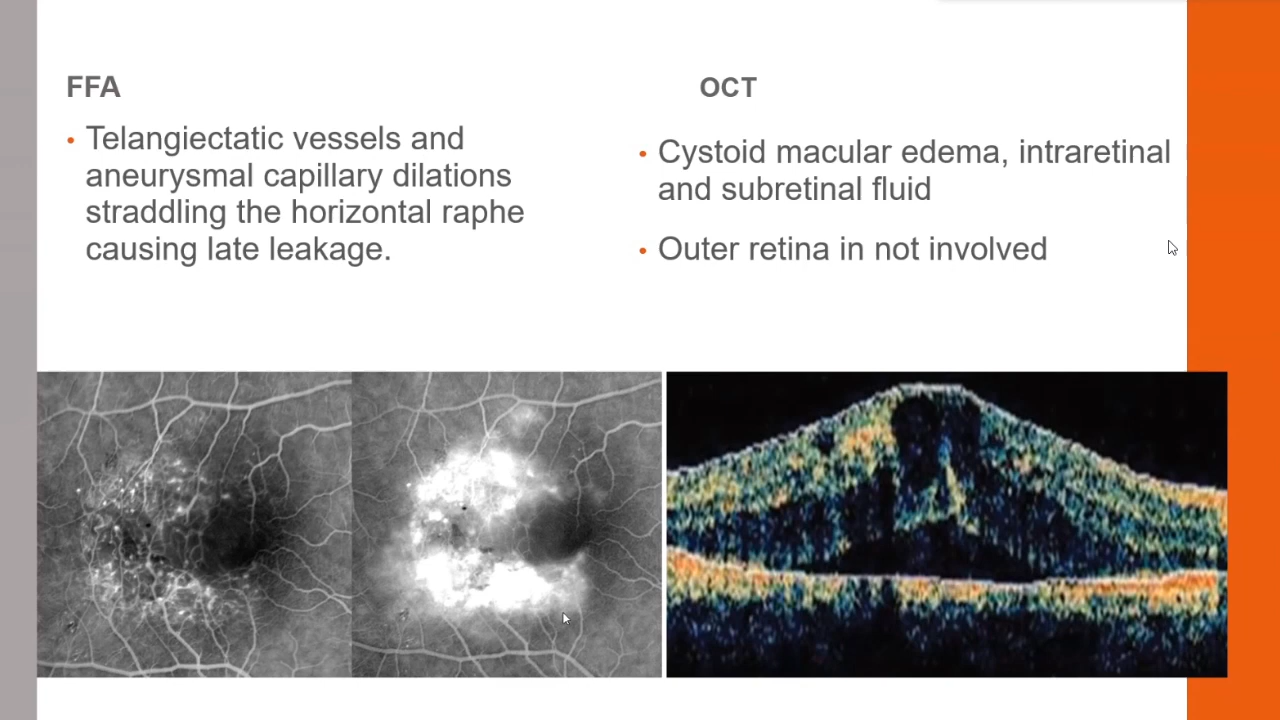 FFA
• Telangiectatic vessels and
aneurysmal capillary dilations
straddling the horizontal raphe
causing late leakage.
OCT
• Cystoid macular edema, intraretinal
and subretinal fluid
• Outer retina in not involved